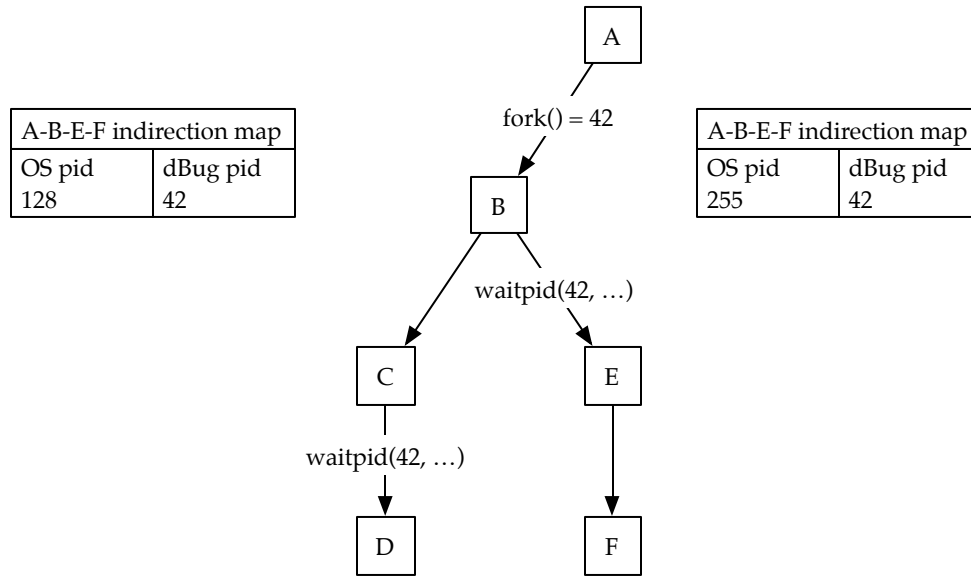 A
fork() = 42
A-B-E-F indirection map
OS pid dBug pid
128 42
A-B-E-F indirection map
OS pid dBug pid
255 42
B
waitpid(42, …)
C
E
waitpid(42, …)
D
F